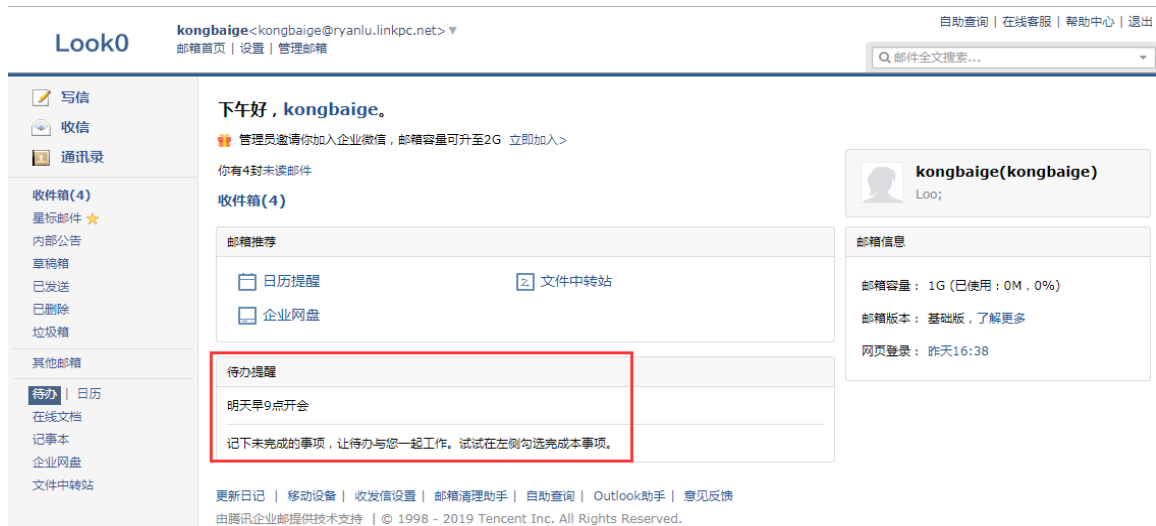 Look0
kongbaige<kongbaige@ryanlu.linkpc.net>
邮箱首页 | 设置 | 管理邮箱
自助查询 | 在线客服 | 帮助中心 | 退出
邮件全文搜索...
写信
收信
通讯录
收件箱(4)
星标邮件
内部公告
草稿箱
已发送
已删除
垃圾箱
其他邮箱
待办 | 日历
在线文档
记事本
企业网盘
文件中转站
下午好，kongbaige。
管理员邀请你加入企业微信，邮箱容量可升至2G 立即加入>
你有4封未读邮件
收件箱(4)
邮箱推荐
日历提醒
文件中转站
企业网盘
待办提醒
明天早9点开会
记下未完成的事项，让待办与您一起工作。试试在左侧勾选完成本事项。
kongbaige(kongbaige)
Loo;
邮箱信息
邮箱容量： 1G (已使用：0M，0%)
邮箱版本： 基础版，了解更多
网页登录： 昨天16:38
更新日记 | 移动设备 | 收发信设置 | 邮箱清理助手 | 自助查询 | Outlook助手 | 意见反馈
由腾讯企业邮提供技术支持 | © 1998 - 2019 Tencent Inc. All Rights Reserved.